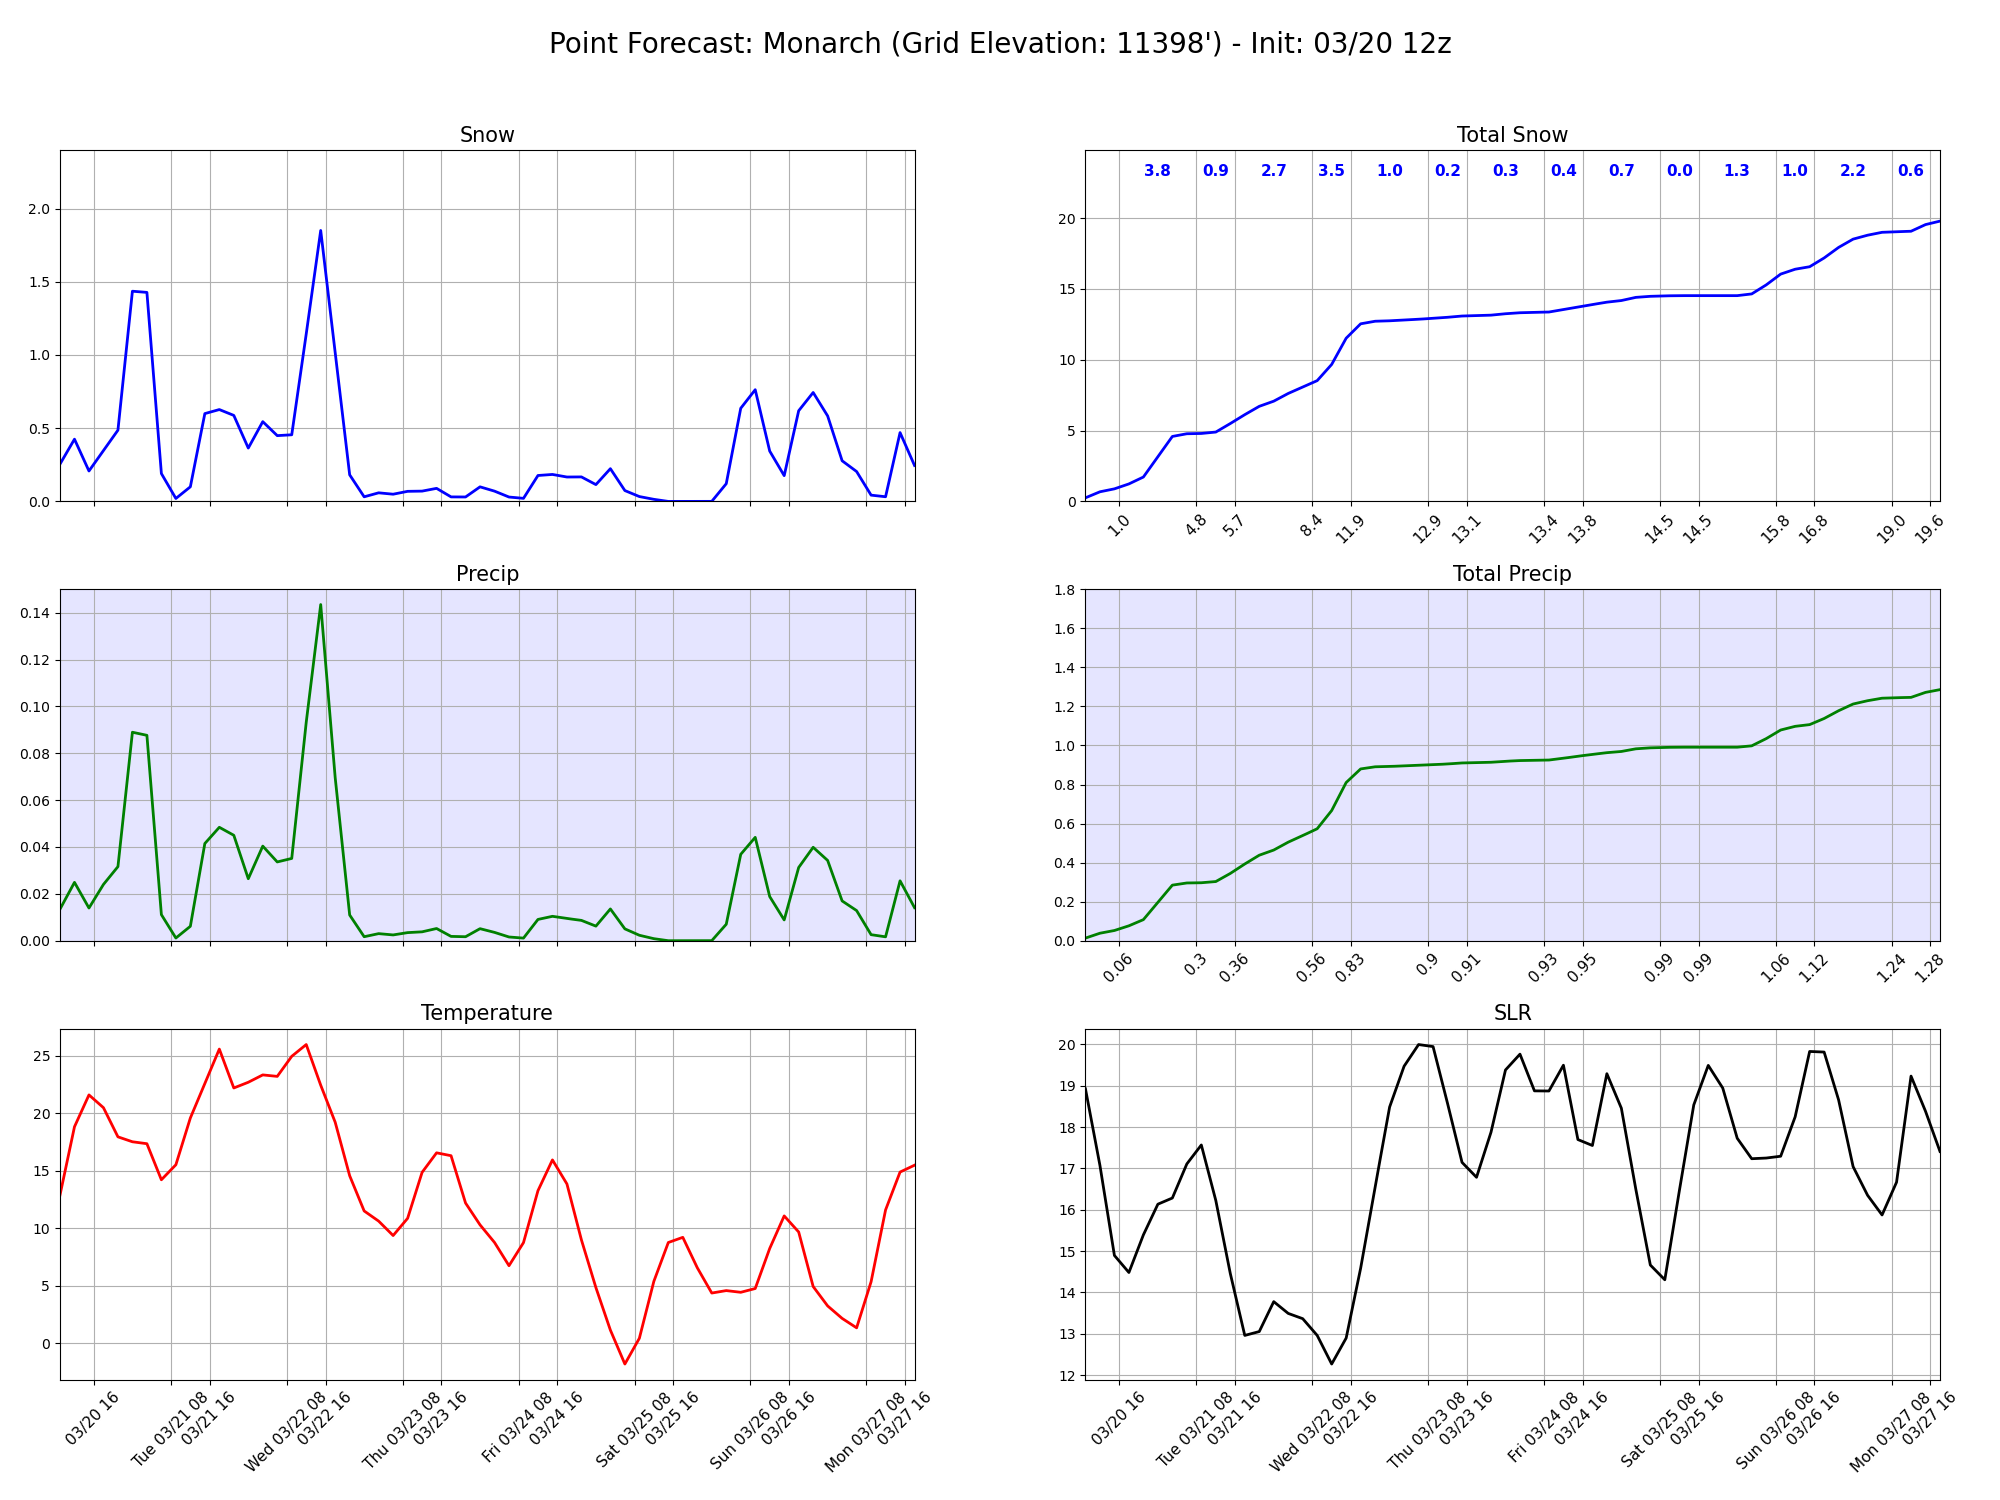 Point Forecast: Monarch (Grid Elevation: 11398') - Init: 03/20 12z
Snow
2.0
1.5
1.0
0.5
0.0
Total Snow
3.8 0.9 2.7 3.5 1.0 0.2 0.3 0.4 0.7 0.0 1.3 1.0 2.2 0.6
20
15
10
5
0
1.0 4.8 5.7 8.4 11.9 12.9 13.1 13.4 13.8 14.5 14.5 15.8 16.8 19.0 19.6
Precip
0.14
0.12
0.10
0.08
0.06
0.04
0.02
0.00
Total Precip
1.8
1.6
1.4
1.2
1.0
0.8
0.6
0.4
0.2
0.0
0.06 0.3 0.36 0.56 0.83 0.9 0.91 0.93 0.95 0.99 0.99 1.06 1.12 1.24 1.28
Temperature
25
20
15
10
5
0
03/20 16
Tue 03/21 08
03/21 16
Wed 03/22 08
03/22 16
Thu 03/23 08
03/23 16
Fri 03/24 08
03/24 16
Sat 03/25 08
03/25 16
Sun 03/26 08
03/26 16
Mon 03/27 08
03/27 16
SLR
20
19
18
17
16
15
14
13
12
03/20 16
Tue 03/21 08
03/21 16
Wed 03/22 08
03/22 16
Thu 03/23 08
03/23 16
Fri 03/24 08
03/24 16
Sat 03/25 08
03/25 16
Sun 03/26 08
03/26 16
Mon 03/27 08
03/27 16